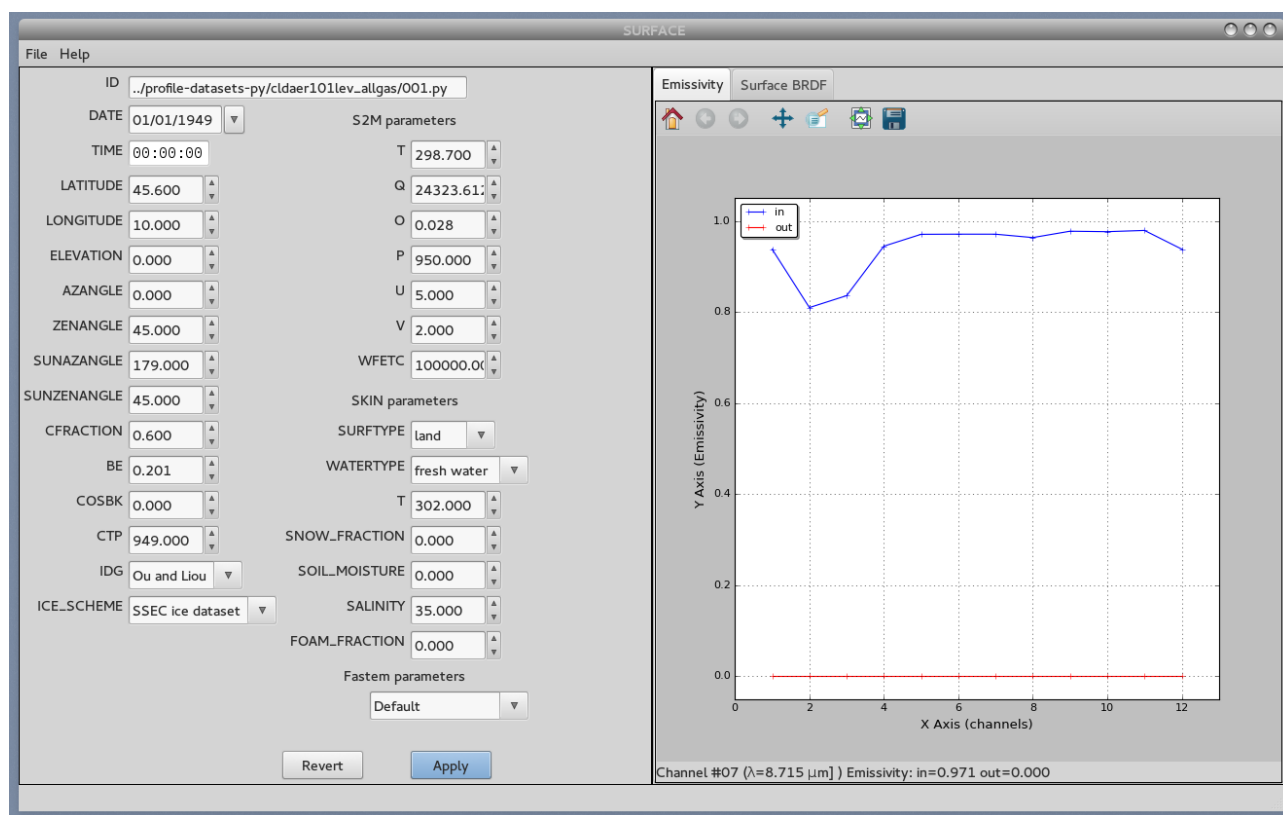 SURFACE
File Help
ID ../profile-datasets-py/cldaer101lev_allgas/001.py
DATE 01/01/1949
TIME 00:00:00
LATITUDE 45.600
LONGITUDE 10.000
ELEVATION 0.000
AZANGLE 0.000
ZENANGLE 45.000
SUNAZANGLE 179.000
SUNZENANGLE 45.000
CFRACTION 0.600
BE 0.201
COSBK 0.000
CTP 949.000
IDG Ou and Liou
ICE_SCHEME SSEC ice dataset
S2M parameters
T 298.700
Q 24323.612
O 0.028
P 950.000
U 5.000
V 2.000
WFETC 100000.00
SKIN parameters
SURFTYPE land
WATERTYPE fresh water
T 302.000
SNOW_FRACTION 0.000
SOIL_MOISTURE 0.000
SALINITY 35.000
FOAM_FRACTION 0.000
Fastem parameters
Default
Revert Apply
Emissivity Surface BRDF
in
out
1.0
0.8
0.6
0.4
0.2
0.0
Y Axis (Emissivity)
0 2 4 6 8 10 12
X Axis (channels)
Channel #07 (λ=8.715 μm] ) Emissivity: in=0.971 out=0.000